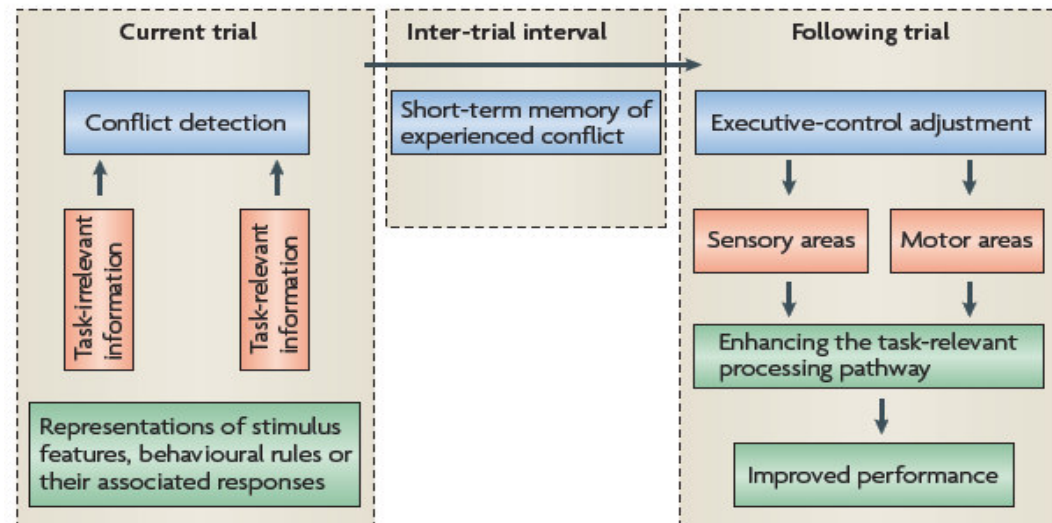 Current trial
Conflict detection
Task-irrelevant
information
Task-relevant
information
Representations of stimulus
features, behavioural rules or
their associated responses
Inter-trial interval
Short-term memory of
experienced conflict
Following trial
Executive-control adjustment
Sensory areas
Motor areas
Enhancing the task-relevant
processing pathway
Improved performance